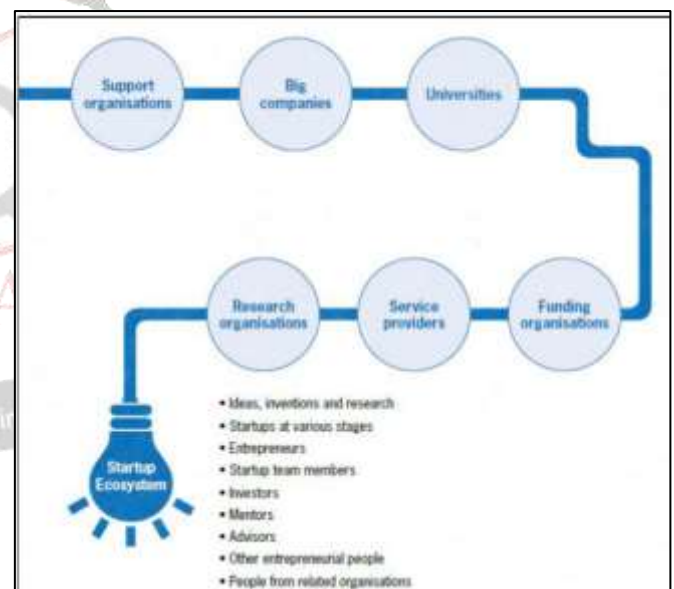 Support
organisations
Big
companies
Universities
Research
organisations
Service
providers
Funding
organisations
Startup
Ecosystem
• Ideas, inventions and research
• Startups at various stages
• Entrepreneurs
• Startup team members
• Investors
• Mentors
• Advisors
• Other entrepreneurial people
• People from related organisations